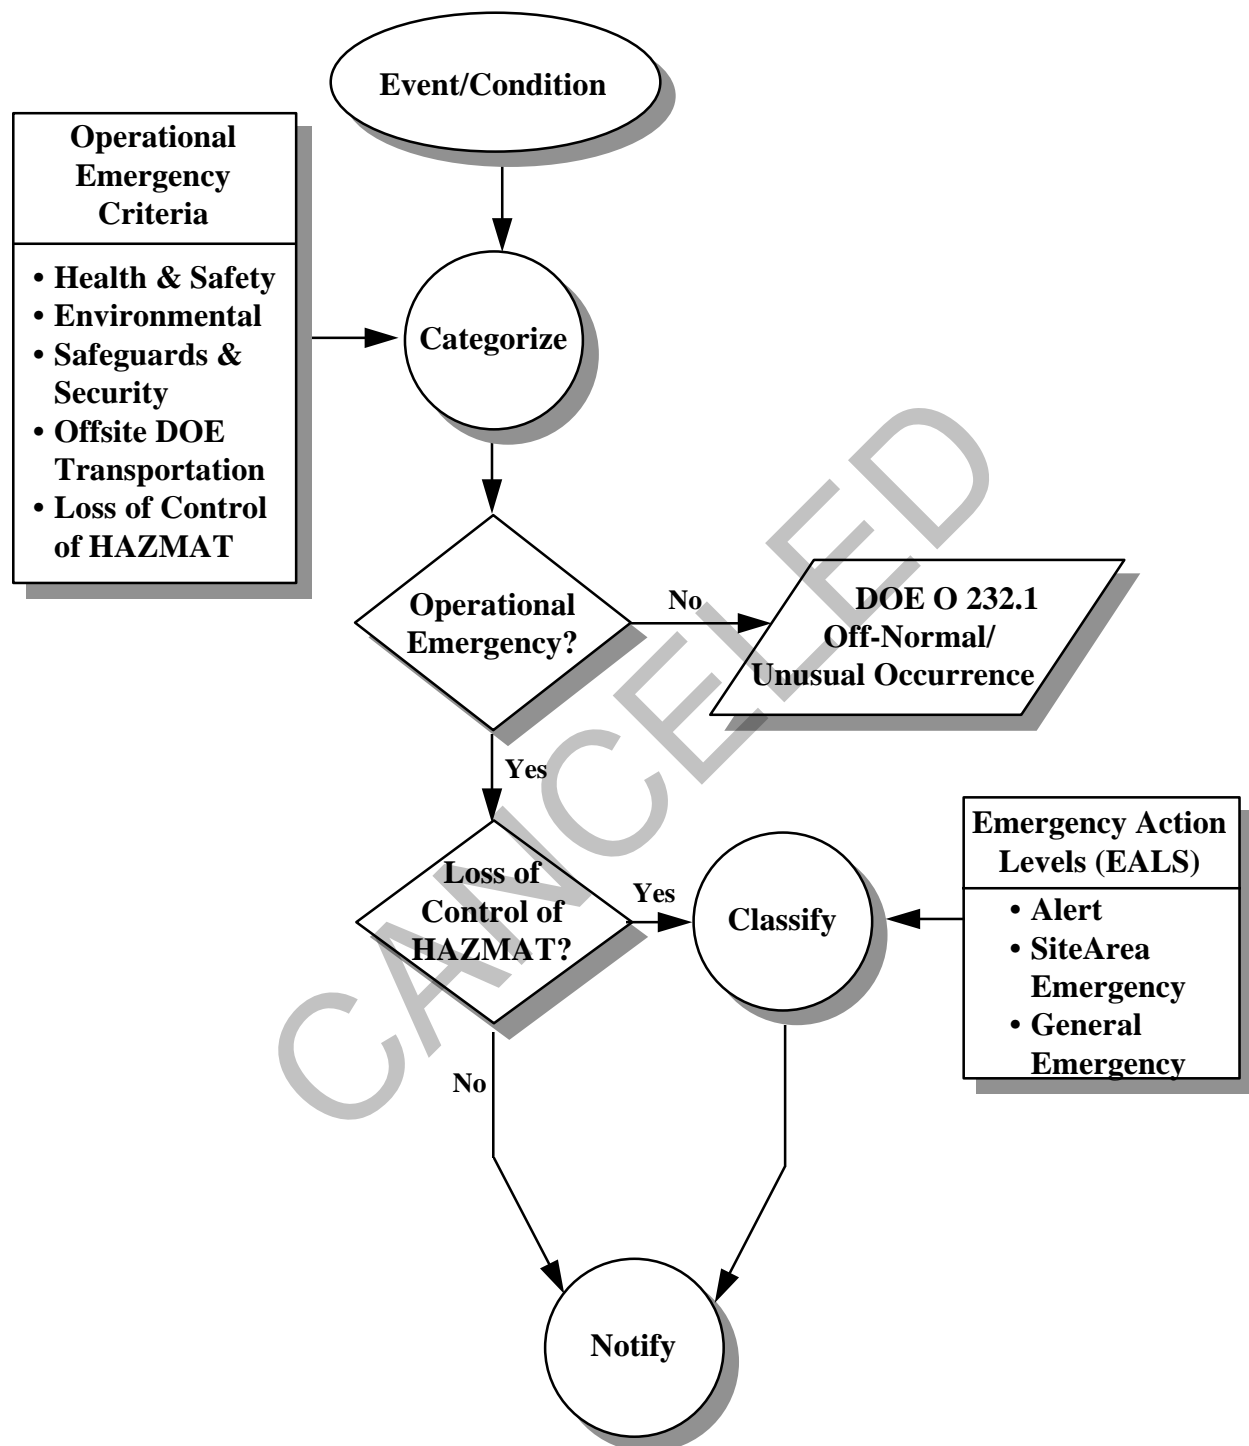 Event/Condition
Operational
Emergency
Criteria
• Health & Safety
• Environmental
• Safeguards &
Security
• Offsite DOE
Transportation
• Loss of Control
of HAZMAT
Categorize
Operational
Emergency?
No
DOE O 232.1
Off-Normal/
Unusual Occurrence
Yes
Loss of
Control of
HAZMAT?
Yes
Classify
Emergency Action
Levels (EALS)
• Alert
• SiteArea
Emergency
• General
Emergency
No
Notify
CANCELED